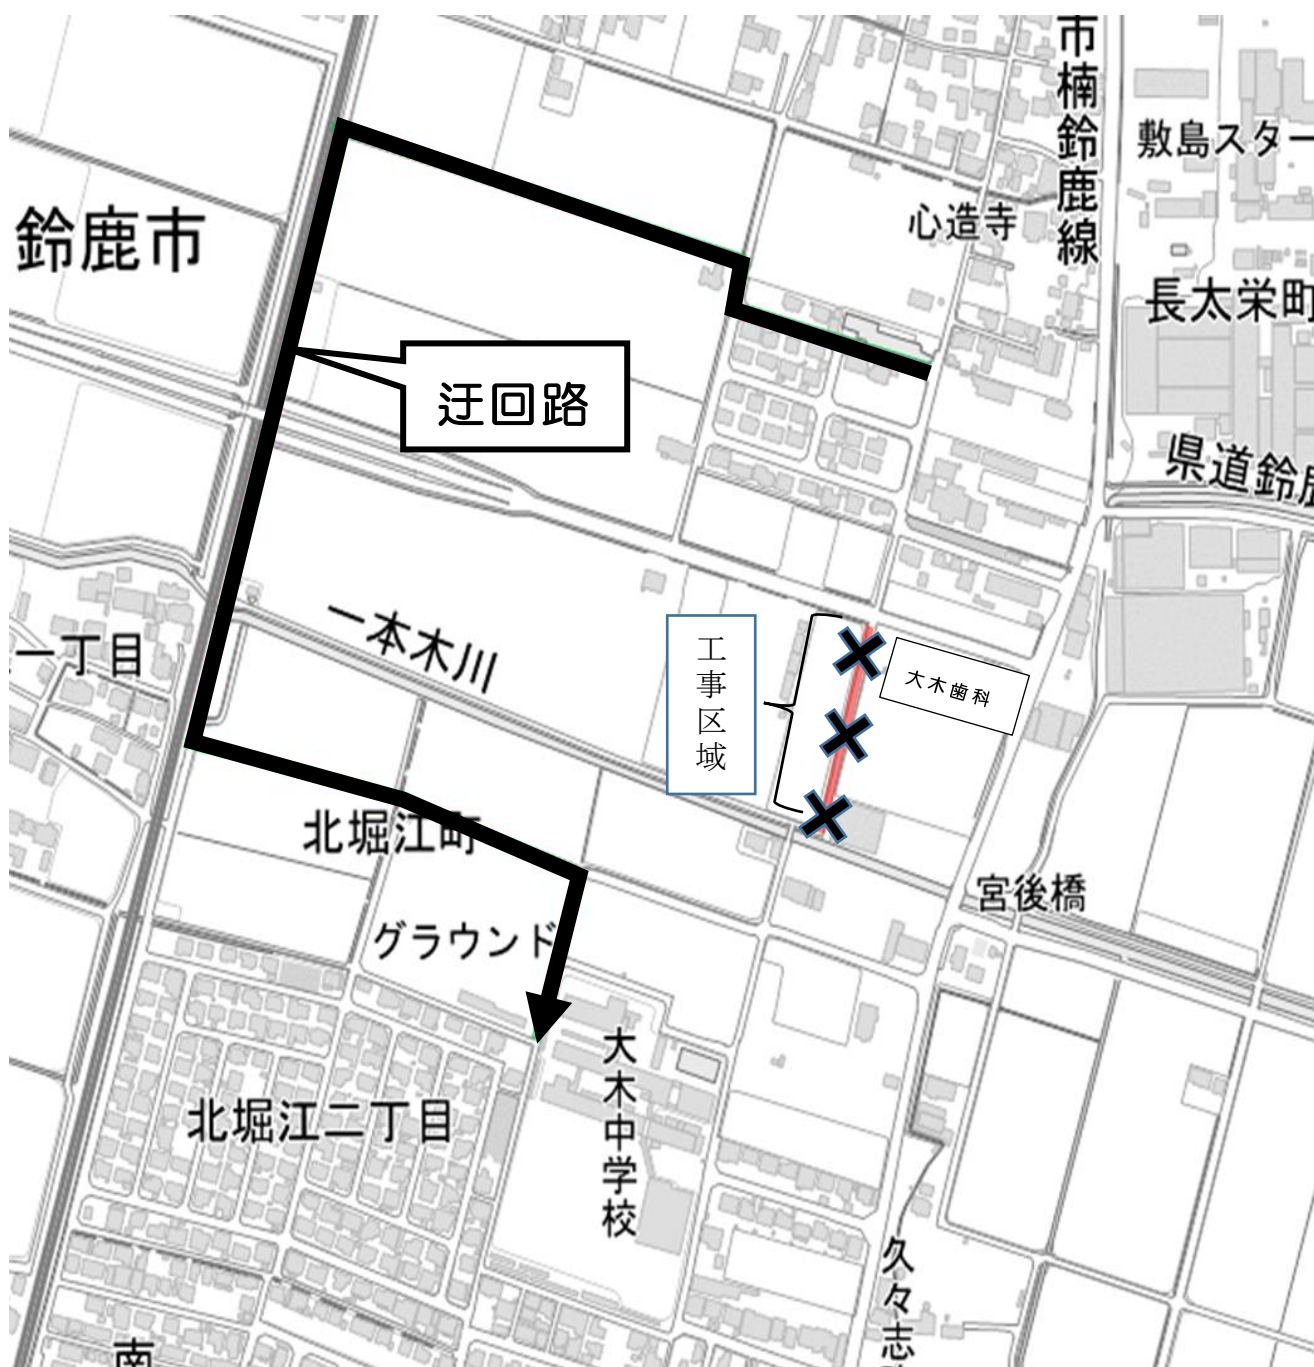 市楠鈴鹿線
敷島スター
鈴鹿市
心造寺
長太栄町
迂回路
県道鈴鹿
一本木川
一丁目
工事区域
大木歯科
北堀江町
宮後橋
グラウンド
大木中学校
北堀江二丁目
久々志
南